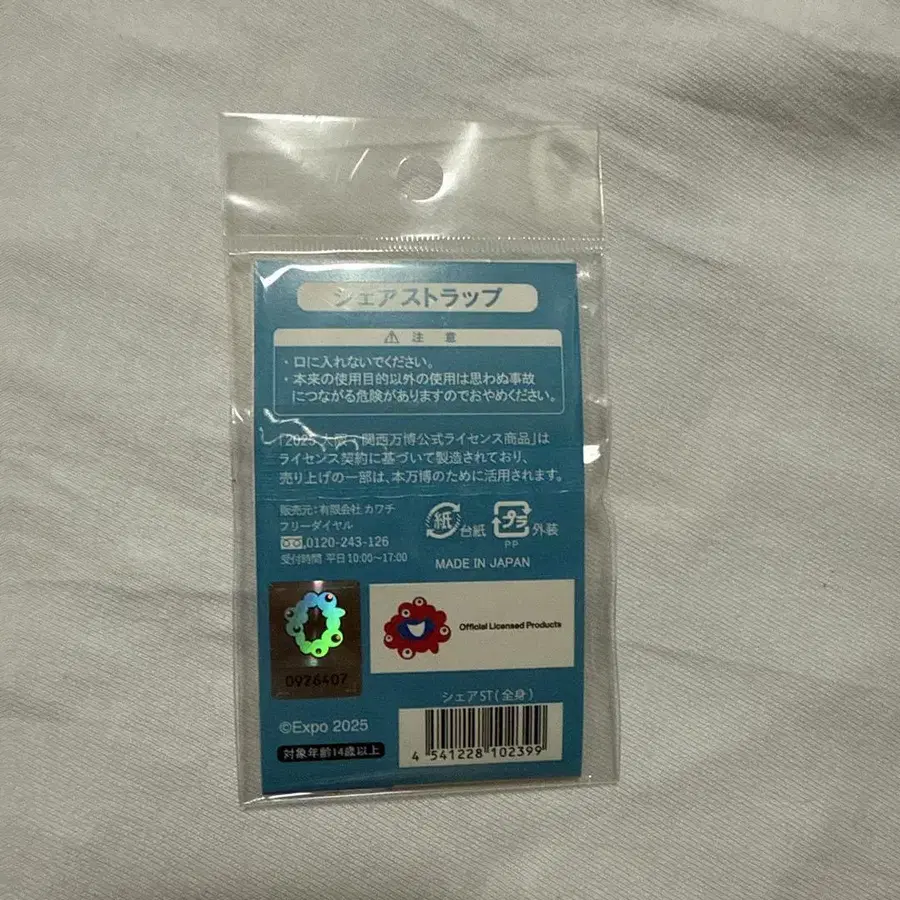 シェアストラップ
⚠ 注 意
・口に入れないでください。
・本来の使用目的以外の使用は思わぬ事故
につながる危険がありますのでおやめください。
「2025 大阪・関西万博公式ライセンス商品」は
ライセンス契約に基づいて製造されており、
売り上げの一部は、本万博のために活用されます。
販売元:有限会社 カワチ
フリーダイヤル
0120-243-126
受付時間 平日10:00〜17:00
紙 台紙
プラ 外装
PP
MADE IN JAPAN
0926407
Official Licensed Products
シェアST(全身)
©Expo 2025
対象年齢14歳以上
4 541228 102399